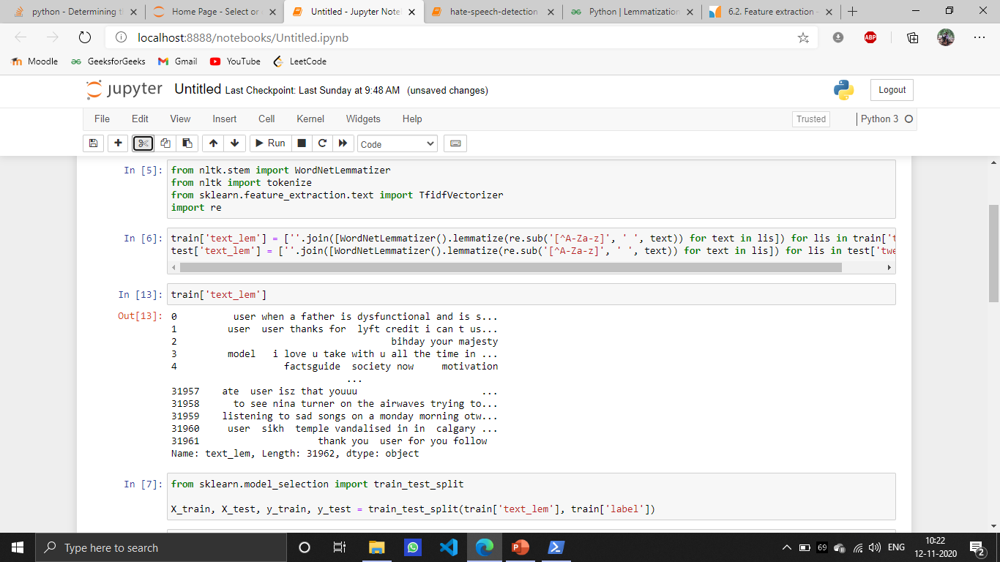 python - Determining th
Home Page - Select or
Untitled - Jupyter Note
hate-speech-detection
Python | Lemmatization
6.2. Feature extraction -
localhost:8888/notebooks/Untitled.ipynb
ABP
Moodle
GeeksforGeeks
Gmail
YouTube
LeetCode
jupyter Untitled Last Checkpoint: Last Sunday at 9:48 AM (unsaved changes)
Logout
File Edit View Insert Cell Kernel Widgets Help
Trusted
Python 3
Run
Code
In [5]: from nltk.stem import WordNetLemmatizer
from nltk import tokenize
from sklearn.feature_extraction.text import TfidfVectorizer
import re
In [6]: train['text_lem'] = [''.join([WordNetLemmatizer().lemmatize(re.sub('[^A-Za-z]', ' ', text)) for text in lis]) for lis in train['t
test['text_lem'] = [''.join([WordNetLemmatizer().lemmatize(re.sub('[^A-Za-z]', ' ', text)) for text in lis]) for lis in test['twe
In [13]: train['text_lem']
Out[13]: 0 user when a father is dysfunctional and is s...
1 user user thanks for lyft credit i can t us...
2 bihday your majesty
3 model i love u take with u all the time in ...
4 factsguide society now motivation
...
31957 ate user isz that youuu ...
31958 to see nina turner on the airwaves trying to...
31959 listening to sad songs on a monday morning otw...
31960 user sikh temple vandalised in in calgary ...
31961 thank you user for you follow
Name: text_lem, Length: 31962, dtype: object
In [7]: from sklearn.model_selection import train_test_split
X_train, X_test, y_train, y_test = train_test_split(train['text_lem'], train['label'])
Type here to search
69
ENG
10:22
12-11-2020
2